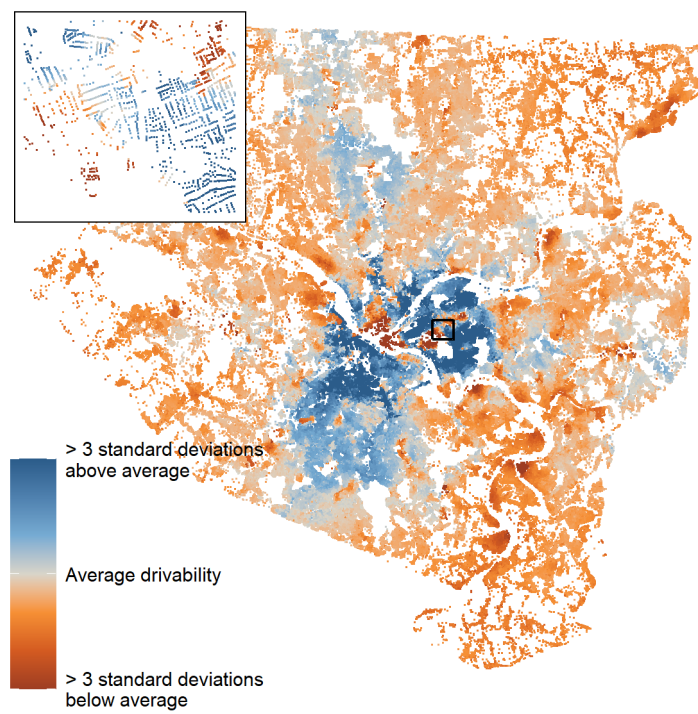 > 3 standard deviations
above average
Average drivability
> 3 standard deviations
below average